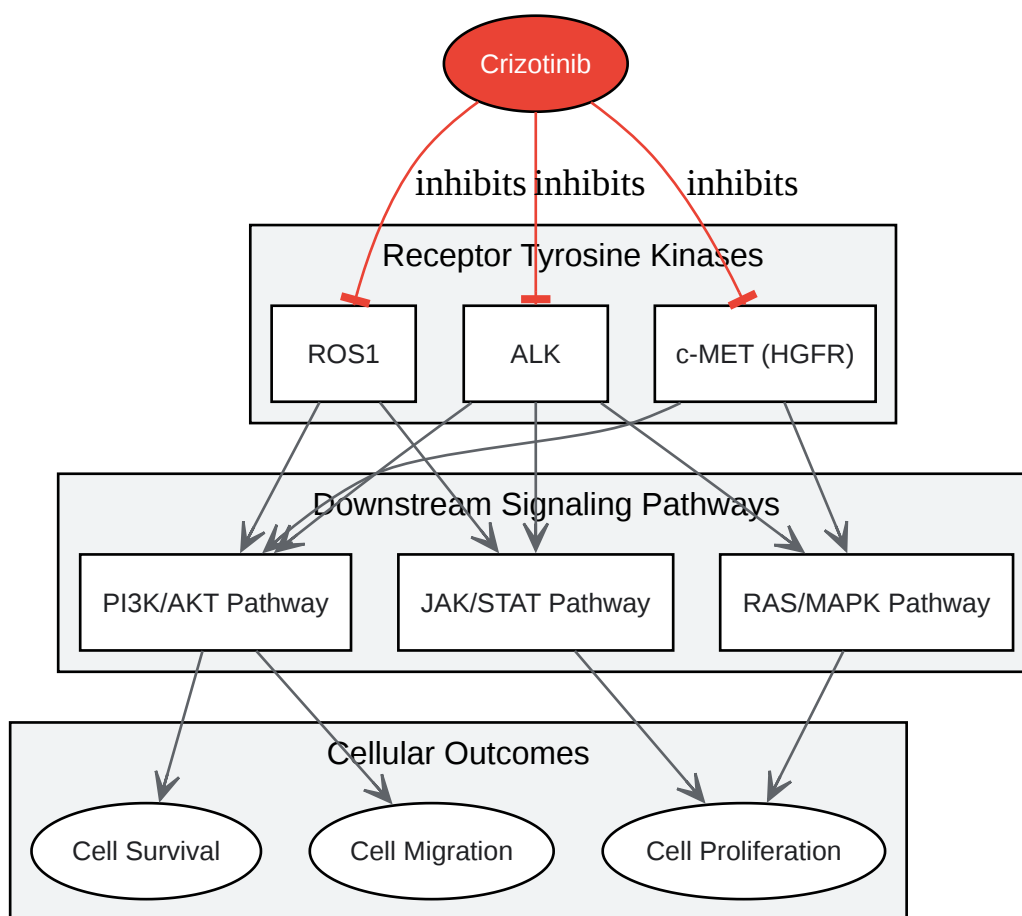 Crizotinib
inhibits inhibits inhibits
Receptor Tyrosine Kinases
ROS1 ALK c-MET (HGFR)
Downstream Signaling Pathways
PI3K/AKT Pathway JAK/STAT Pathway RAS/MAPK Pathway
Cellular Outcomes
Cell Survival Cell Migration Cell Proliferation